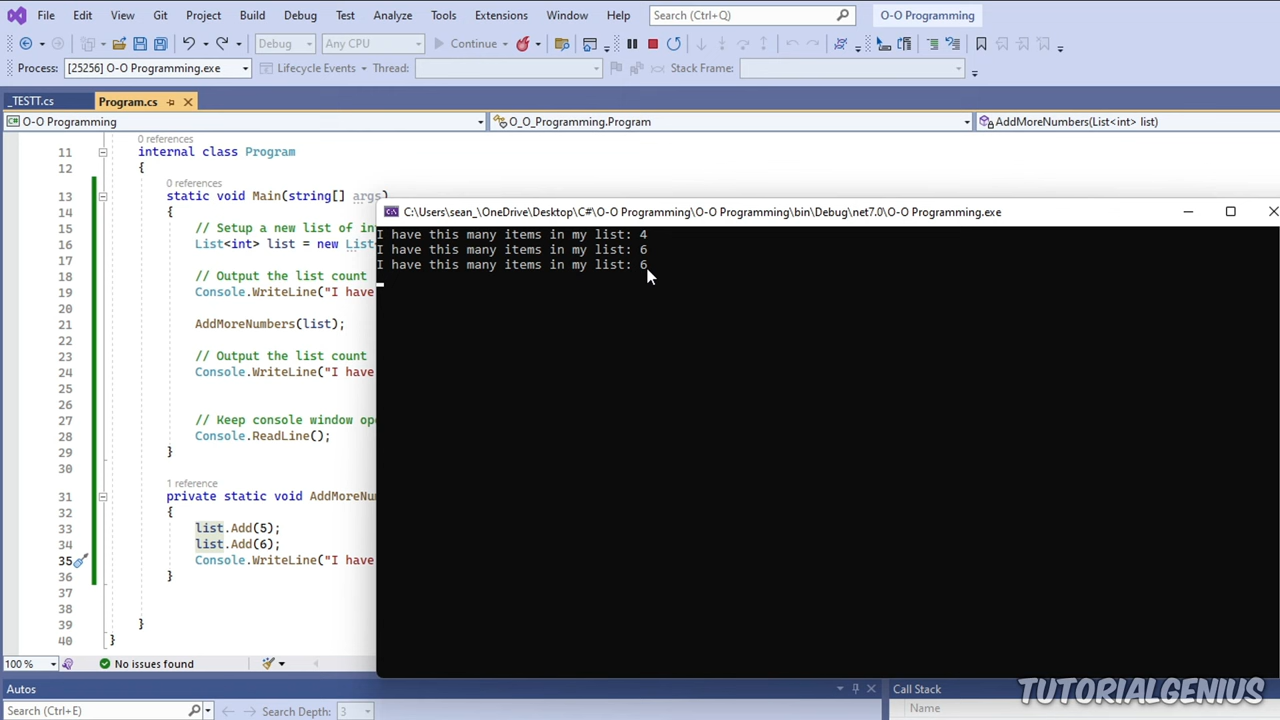 File Edit View Git Project Build Debug Test Analyze Tools Extensions Window Help Search (Ctrl+Q) O-O Programming
Debug Any CPU Continue
Process: [25256] O-O Programming.exe Lifecycle Events Thread: Stack Frame:
_TESTT.cs Program.cs
O-O Programming O_O_Programming.Program AddMoreNumbers(List<int> list)
0 references
11 internal class Program
12 {
0 references
13 static void Main(string[] args)
14 {
15 // Setup a new list of in
16 List<int> list = new List
17
18 // Output the list count
19 Console.WriteLine("I have
20
21 AddMoreNumbers(list);
22
23 // Output the list count
24 Console.WriteLine("I have
25
26
27 // Keep console window ope
28 Console.ReadLine();
29 }
30
1 reference
31 private static void AddMoreNum
32 {
33 list.Add(5);
34 list.Add(6);
35 Console.WriteLine("I have
36 }
37
38
39 }
40 }
C:\Users\sean_\OneDrive\Desktop\C#\O-O Programming\O-O Programming\bin\Debug\net7.0\O-O Programming.exe
I have this many items in my list: 4
I have this many items in my list: 6
I have this many items in my list: 6
100 % No issues found
Autos Call Stack
Search (Ctrl+E) Search Depth: 3 Name
TUTORIALGENIUS